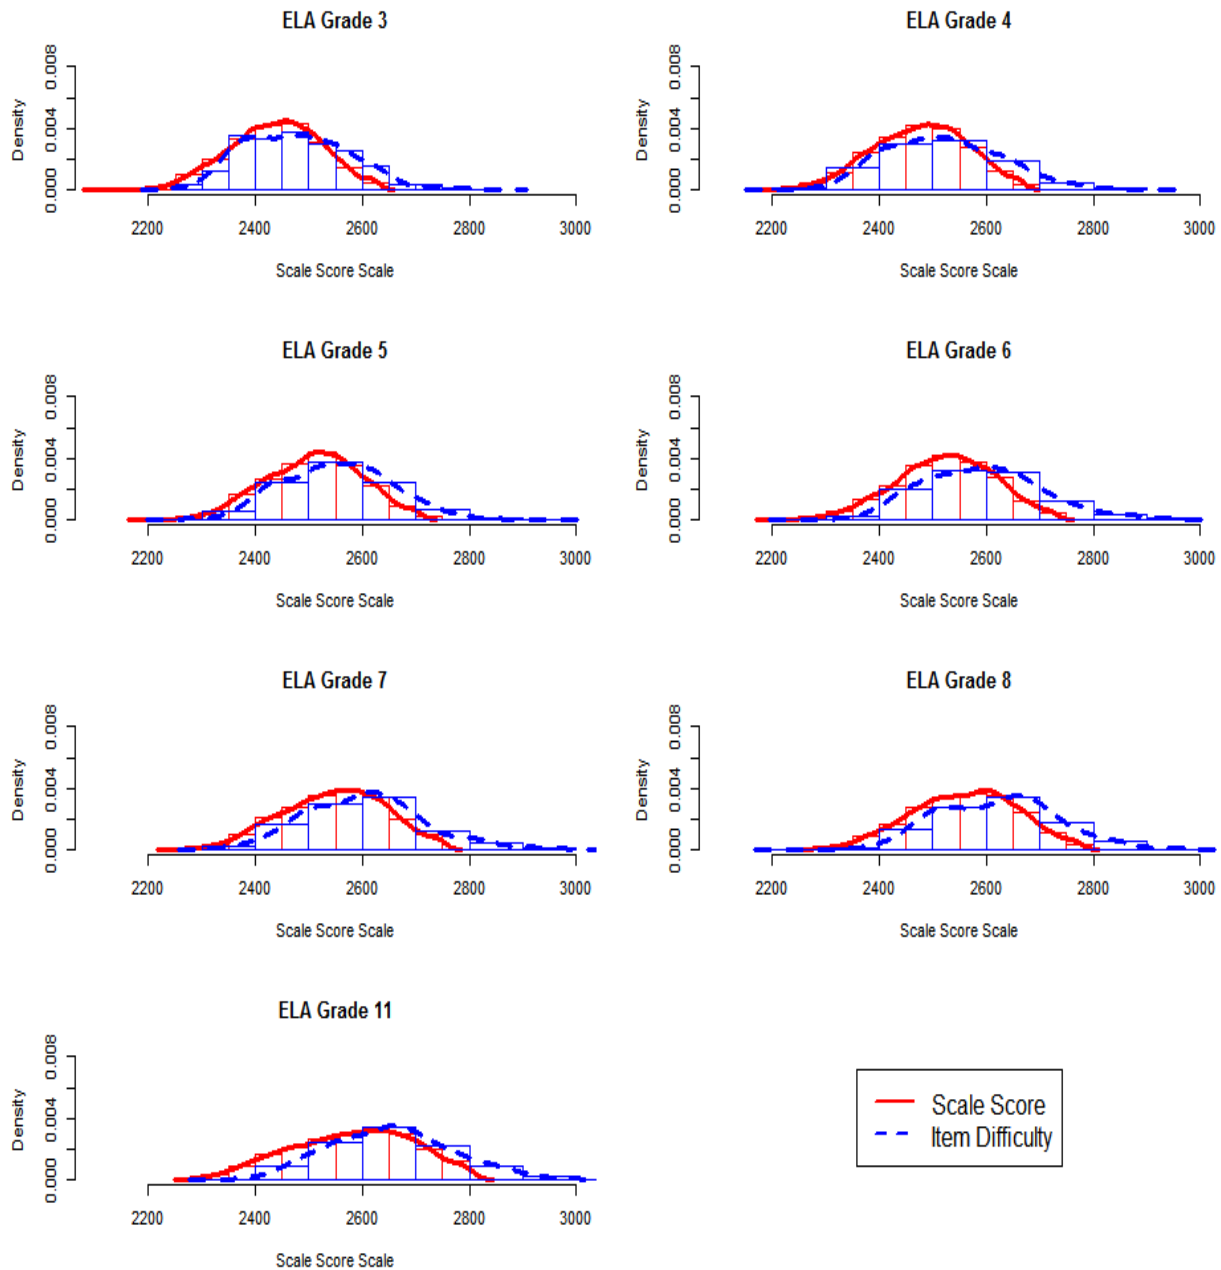 ELA Grade 3
Density
0.000 0.004 0.008
2200 2400 2600 2800 3000
Scale Score Scale
ELA Grade 4
Density
0.000 0.004 0.008
2200 2400 2600 2800 3000
Scale Score Scale
ELA Grade 5
Density
0.000 0.004 0.008
2200 2400 2600 2800 3000
Scale Score Scale
ELA Grade 6
Density
0.000 0.004 0.008
2200 2400 2600 2800 3000
Scale Score Scale
ELA Grade 7
Density
0.000 0.004 0.008
2200 2400 2600 2800 3000
Scale Score Scale
ELA Grade 8
Density
0.000 0.004 0.008
2200 2400 2600 2800 3000
Scale Score Scale
ELA Grade 11
Density
0.000 0.004 0.008
2200 2400 2600 2800 3000
Scale Score Scale
Scale Score
Item Difficulty